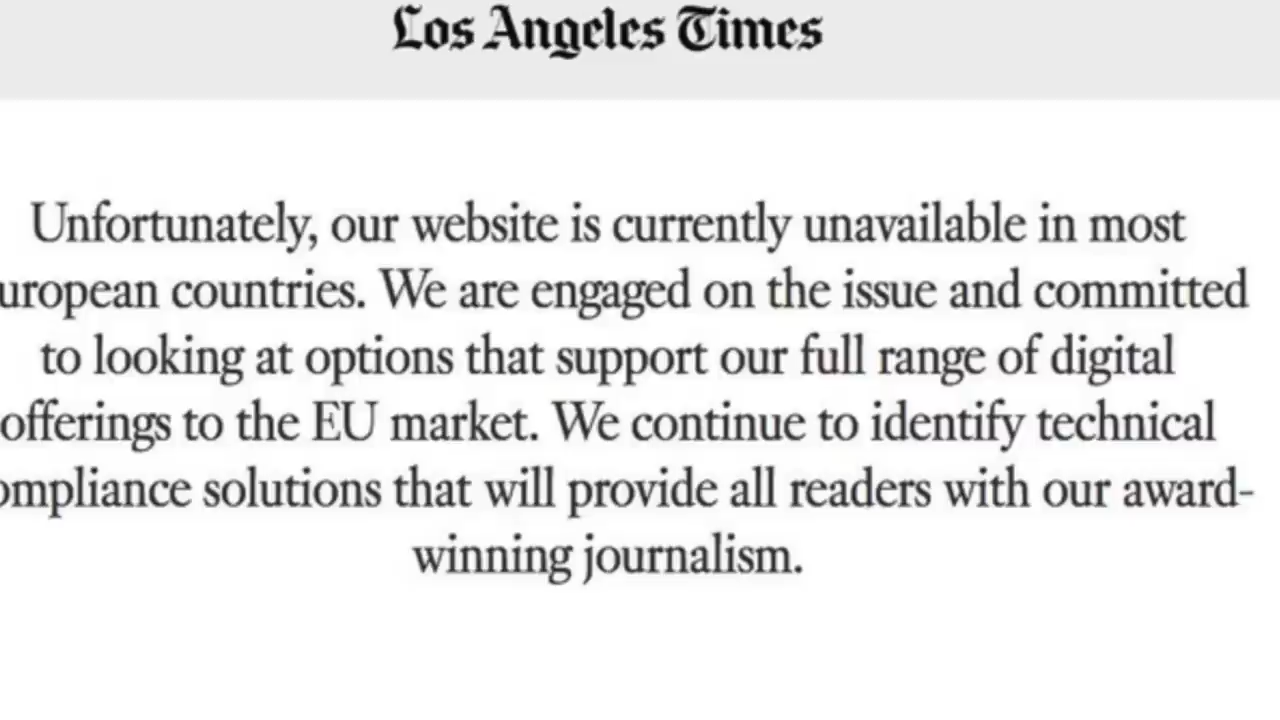 Los Angeles Times
Unfortunately, our website is currently unavailable in most
uropean countries. We are engaged on the issue and committed
to looking at options that support our full range of digital
offerings to the EU market. We continue to identify technical
ompliance solutions that will provide all readers with our award-
winning journalism.